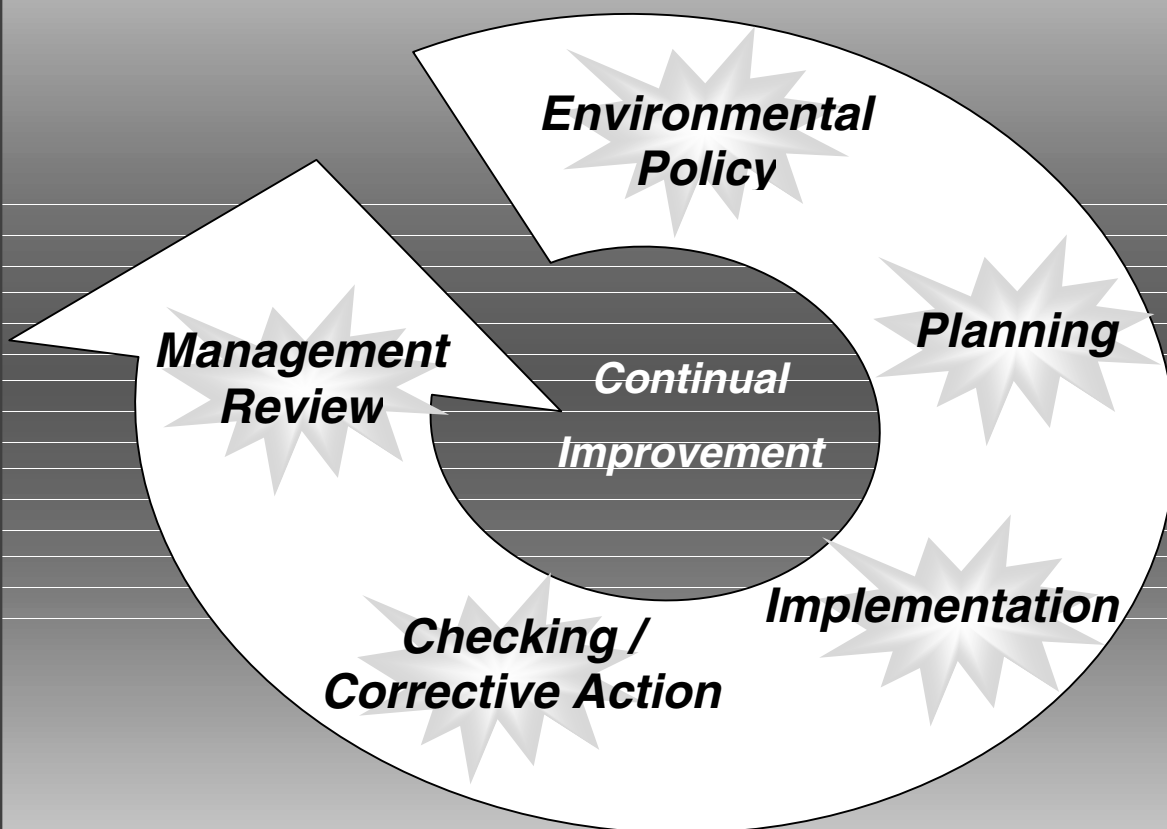 Environmental
Policy
Planning
Implementation
Checking /
Corrective Action
Management
Review
Continual
Improvement